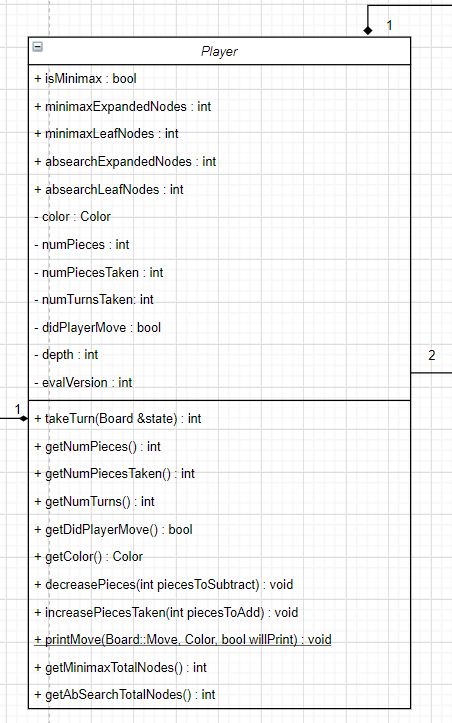 1
Player
+ isMinimax : bool
+ minimaxExpandedNodes : int
+ minimaxLeafNodes : int
+ absearchExpandedNodes : int
+ absearchLeafNodes : int
- color : Color
- numPieces : int
- numPiecesTaken : int
- numTurnsTaken: int
- didPlayerMove : bool
2
- depth : int
- evalVersion : int
1
+ takeTurn(Board &state) : int
+ getNumPieces() : int
+ getNumPiecesTaken() : int
+ getNumTurns() : int
+ getDidPlayerMove() : bool
+ getColor() : Color
+ decreasePieces(int piecesToSubtract) : void
+ increasePiecesTaken(int piecesToAdd) : void
+ printMove(Board::Move, Color, bool willPrint) : void
+ getMinimaxTotalNodes() : int
+ getAbSearchTotalNodes() : int